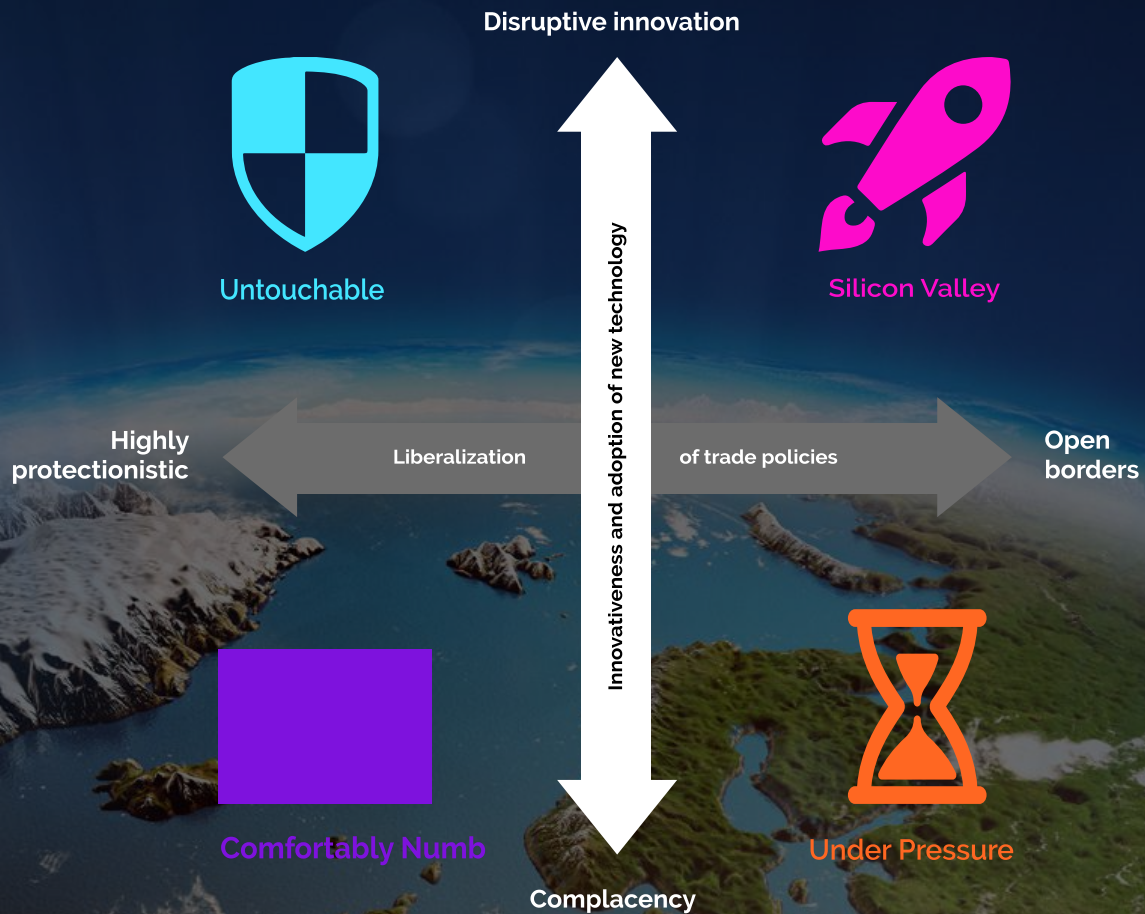 Disruptive innovation
Untouchable
Silicon Valley
Innovativeness and adoption of new technology
Highly
protectionistic
Liberalization
of trade policies
Open
borders
Comfortably Numb
Under Pressure
Complacency